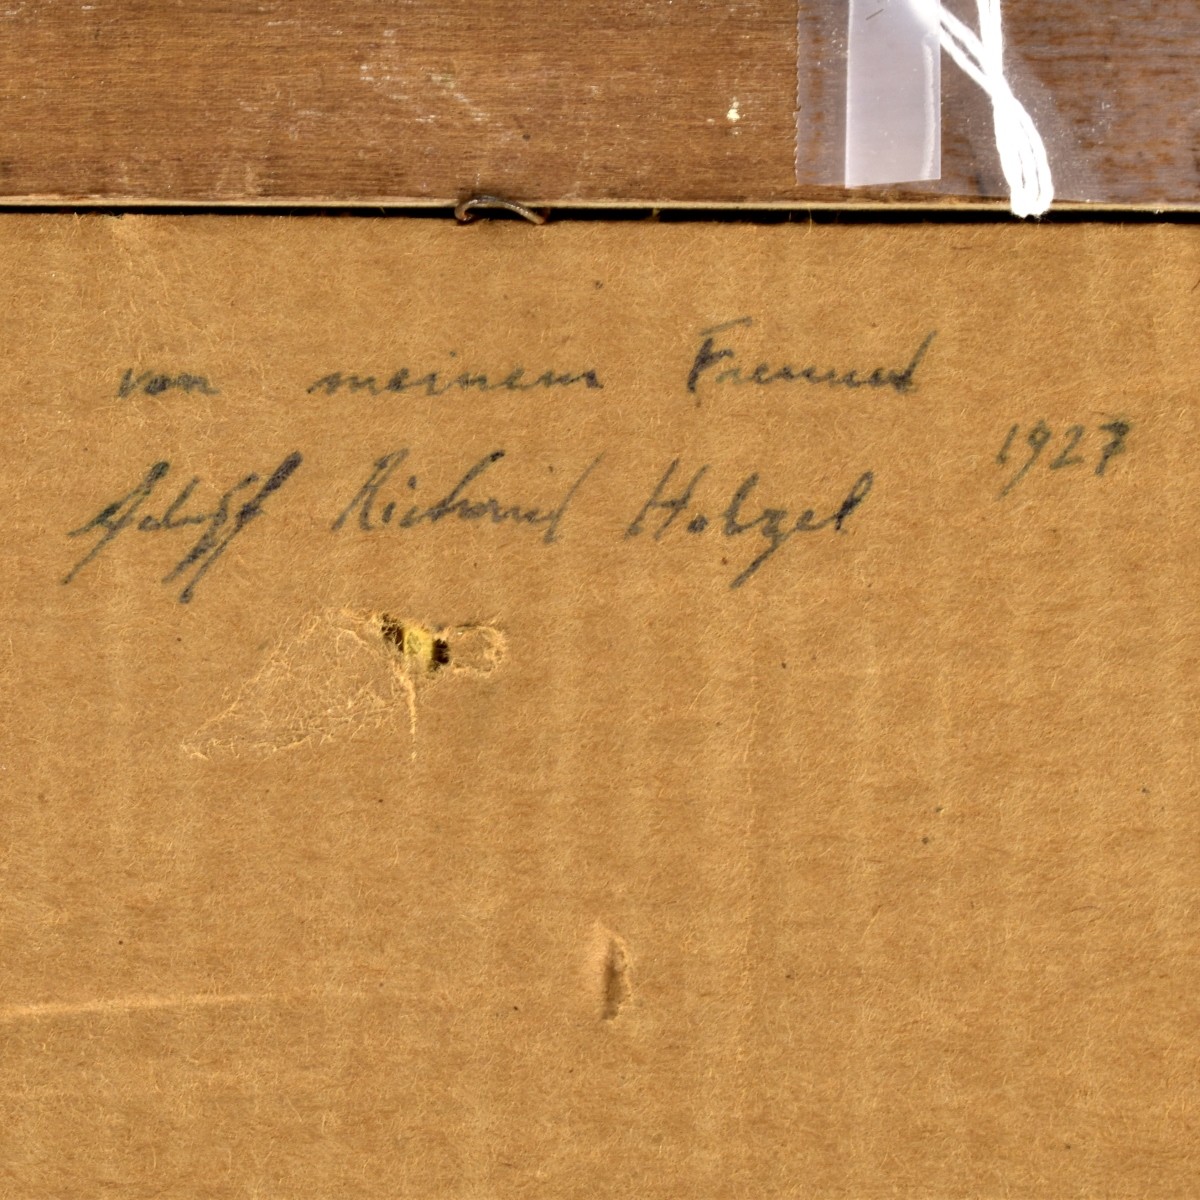 von meinem Freund
1927
Adolf Richard Holzel